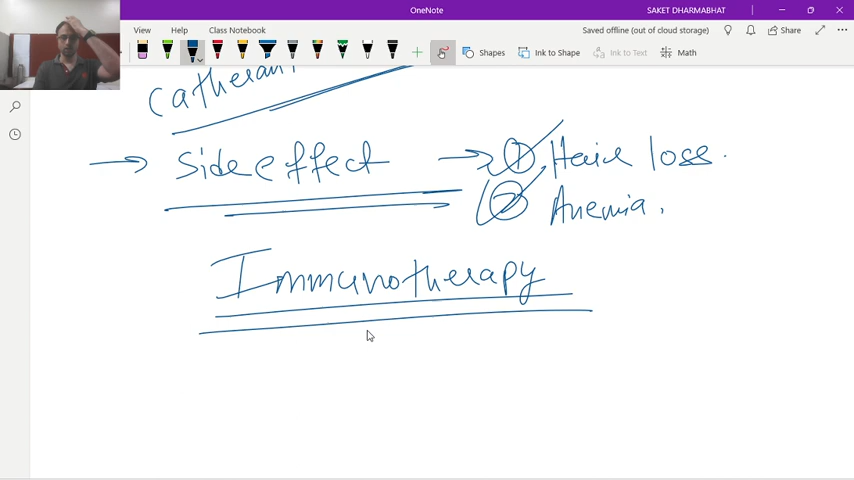 OneNote
SAKET DHARMABHAT
View Help Class Notebook
Saved offline (out of cloud storage) Share
Shapes Ink to Shape Ink to Text Math
→ Side effect → ① Hair loss.
② Anemia.
Immunotherapy